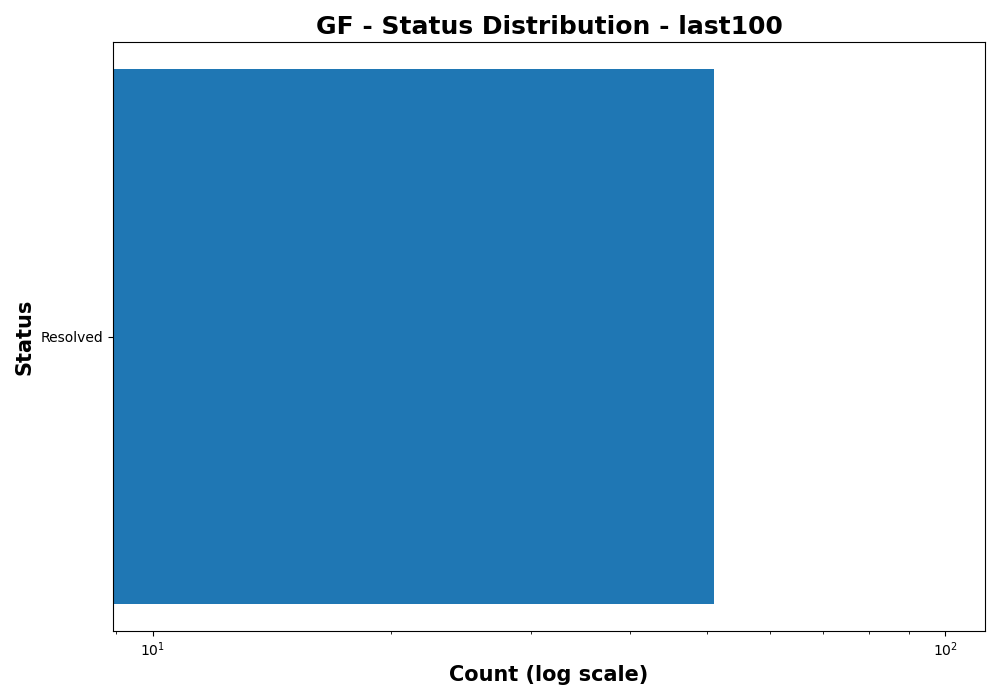 GF - Status Distribution - last100
Status
Resolved
10¹ 10²
Count (log scale)